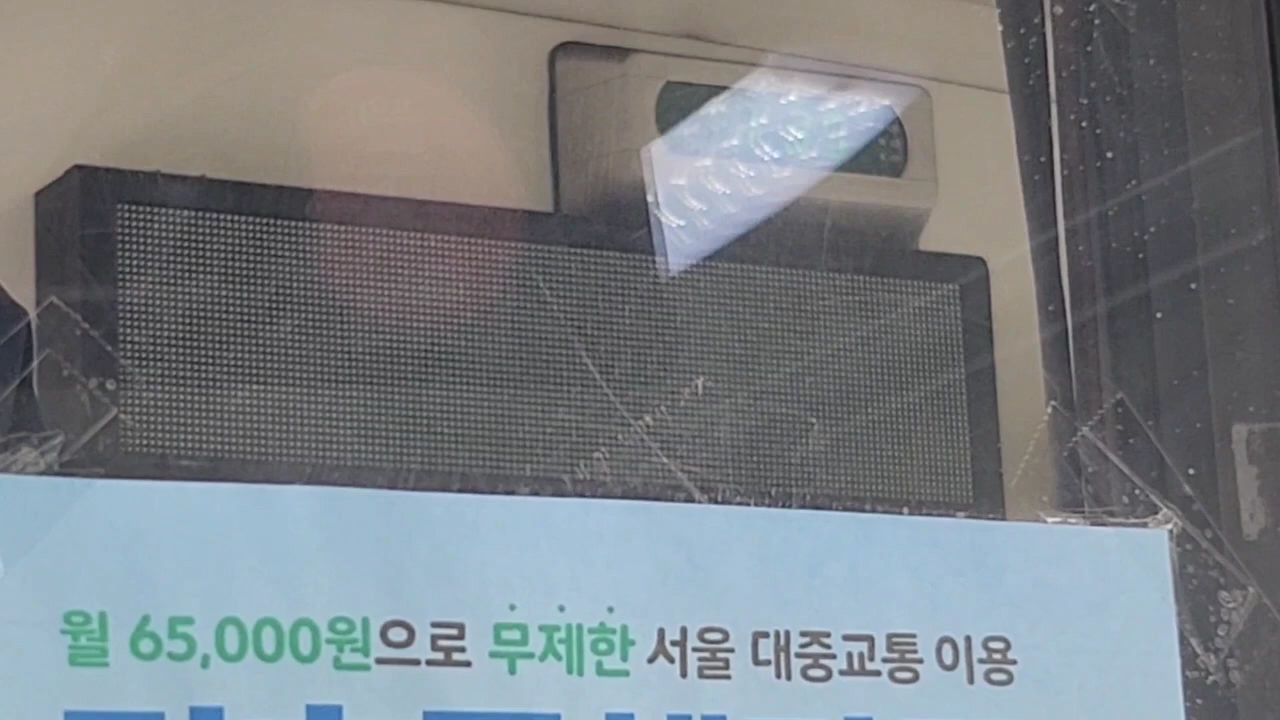 월 65,000원으로 무제한 서울 대중교통 이용